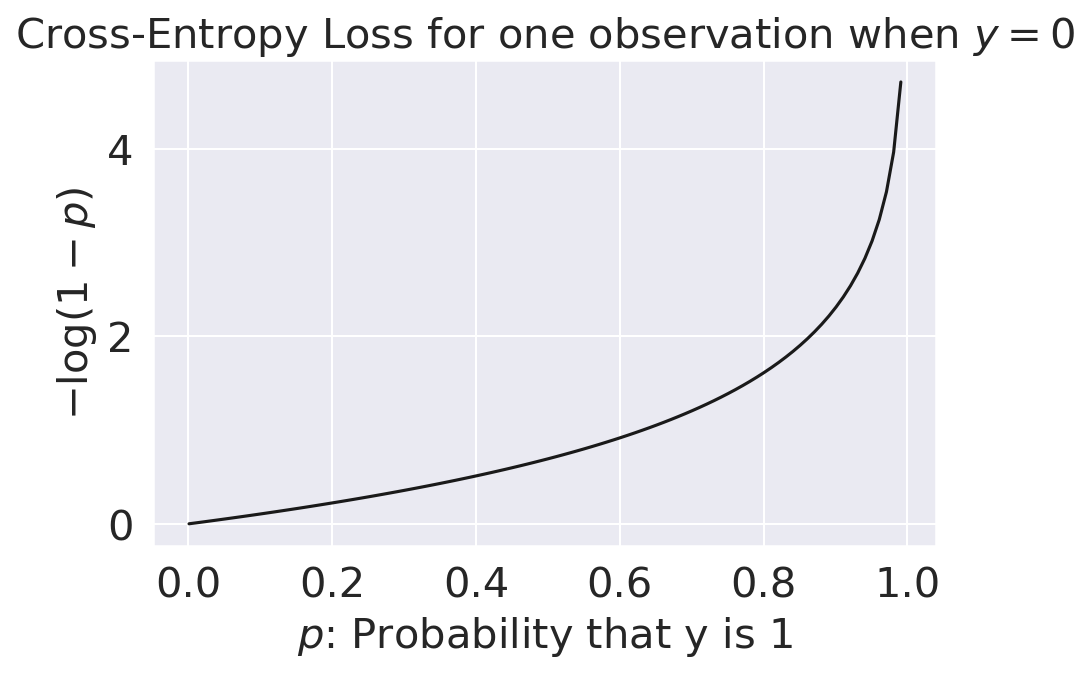 Cross-Entropy Loss for one observation when y = 0
−log(1 − p)
4
2
0
0.0 0.2 0.4 0.6 0.8 1.0
p: Probability that y is 1